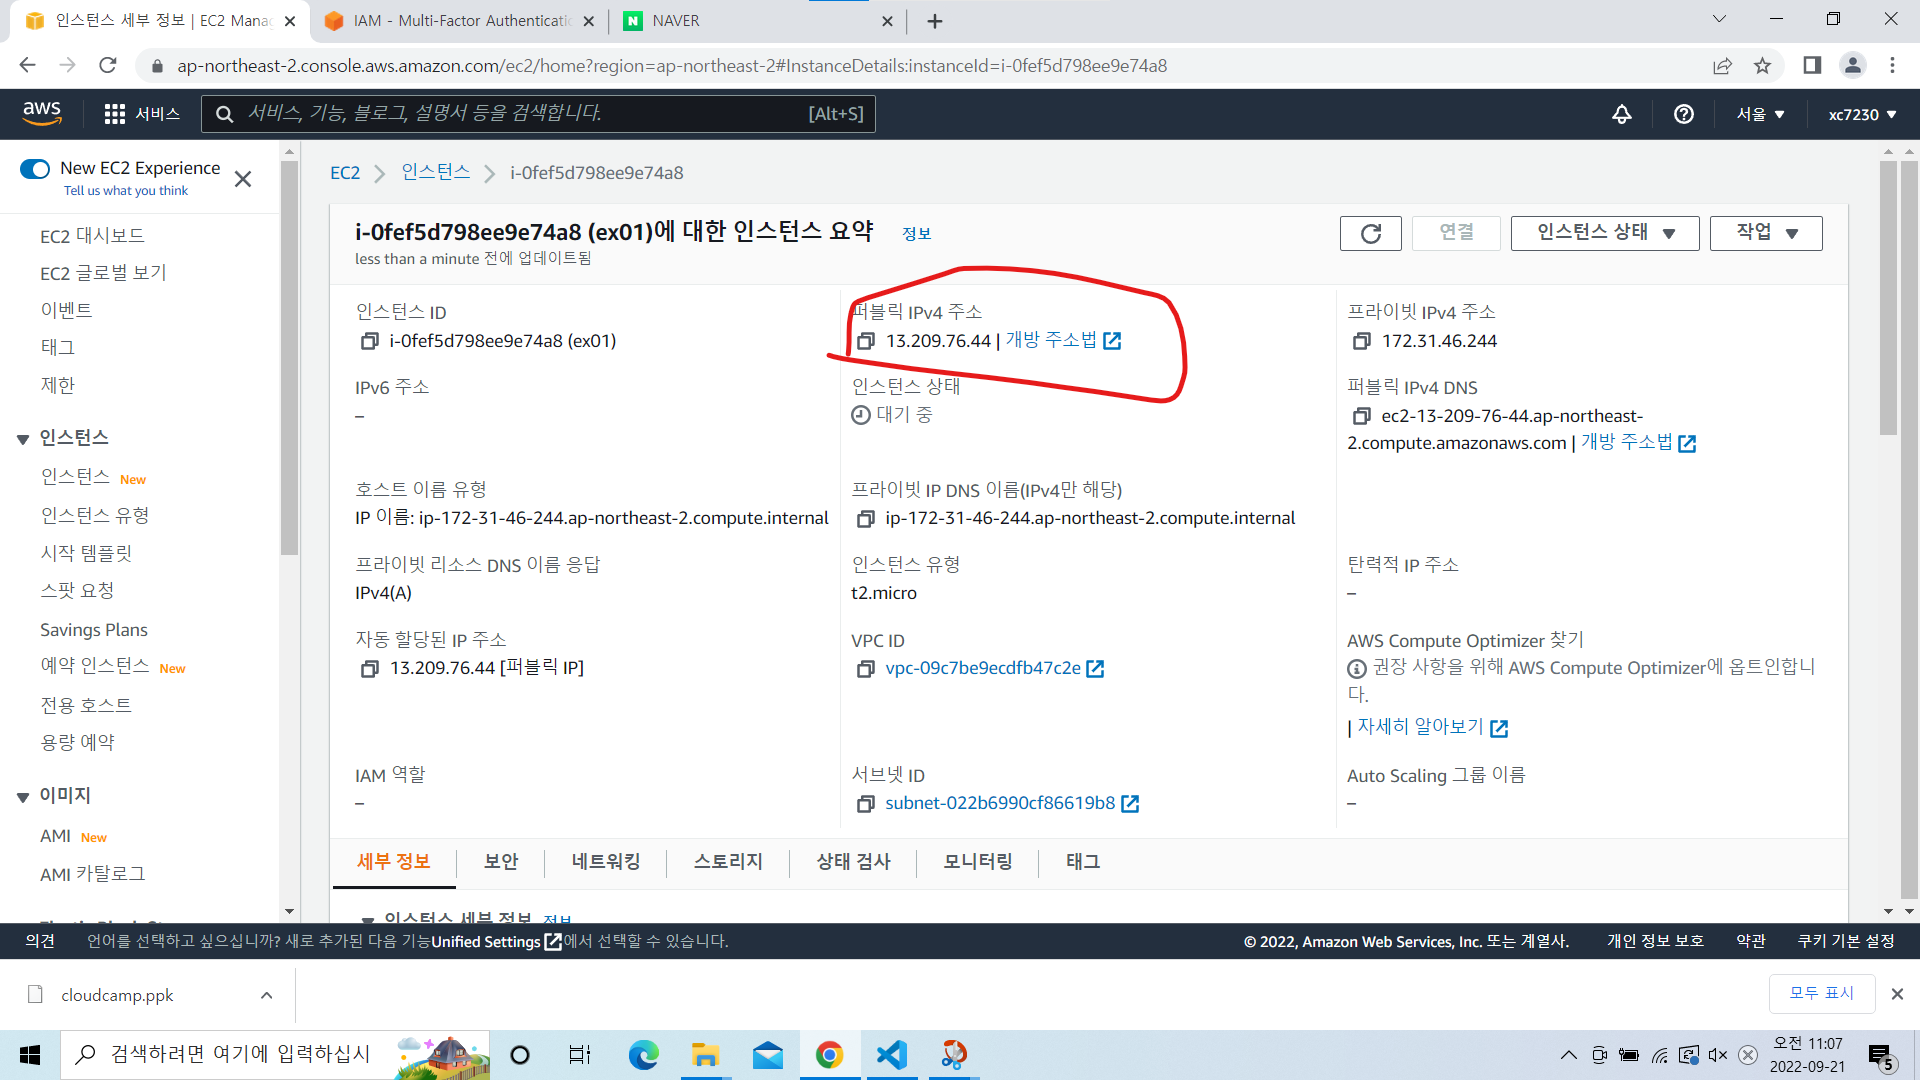 인스턴스 세부 정보 | EC2 Manag
IAM - Multi-Factor Authenticatio
NAVER
ap-northeast-2.console.aws.amazon.com/ec2/home?region=ap-northeast-2#InstanceDetails:instanceId=i-0fef5d798ee9e74a8
aws
서비스
서비스, 기능, 블로그, 설명서 등을 검색합니다.
[Alt+S]
서울
xc7230
New EC2 Experience
Tell us what you think
EC2 대시보드
EC2 글로벌 보기
이벤트
태그
제한
인스턴스
인스턴스 New
인스턴스 유형
시작 템플릿
스팟 요청
Savings Plans
예약 인스턴스 New
전용 호스트
용량 예약
이미지
AMI New
AMI 카탈로그
EC2
인스턴스
i-0fef5d798ee9e74a8
i-0fef5d798ee9e74a8 (ex01)에 대한 인스턴스 요약 정보
less than a minute 전에 업데이트됨
연결
인스턴스 상태
작업
인스턴스 ID
i-0fef5d798ee9e74a8 (ex01)
퍼블릭 IPv4 주소
13.209.76.44 | 개방 주소법
프라이빗 IPv4 주소
172.31.46.244
IPv6 주소
–
인스턴스 상태
대기 중
퍼블릭 IPv4 DNS
ec2-13-209-76-44.ap-northeast-
2.compute.amazonaws.com | 개방 주소법
호스트 이름 유형
IP 이름: ip-172-31-46-244.ap-northeast-2.compute.internal
프라이빗 IP DNS 이름(IPv4만 해당)
ip-172-31-46-244.ap-northeast-2.compute.internal
프라이빗 리소스 DNS 이름 응답
IPv4(A)
인스턴스 유형
t2.micro
탄력적 IP 주소
–
자동 할당된 IP 주소
13.209.76.44 [퍼블릭 IP]
VPC ID
vpc-09c7be9ecdfb47c2e
AWS Compute Optimizer 찾기
권장 사항을 위해 AWS Compute Optimizer에 옵트인합니
다.
| 자세히 알아보기
IAM 역할
–
서브넷 ID
subnet-022b6990cf86619b8
Auto Scaling 그룹 이름
–
세부 정보
보안
네트워킹
스토리지
상태 검사
모니터링
태그
인스턴스 세부 정보 정보
의견
언어를 선택하고 싶으십니까? 새로 추가된 다음 기능Unified Settings에서 선택할 수 있습니다.
© 2022, Amazon Web Services, Inc. 또는 계열사.
개인 정보 보호
약관
쿠키 기본 설정
cloudcamp.ppk
모두 표시
검색하려면 여기에 입력하십시
오전 11:07
2022-09-21
5